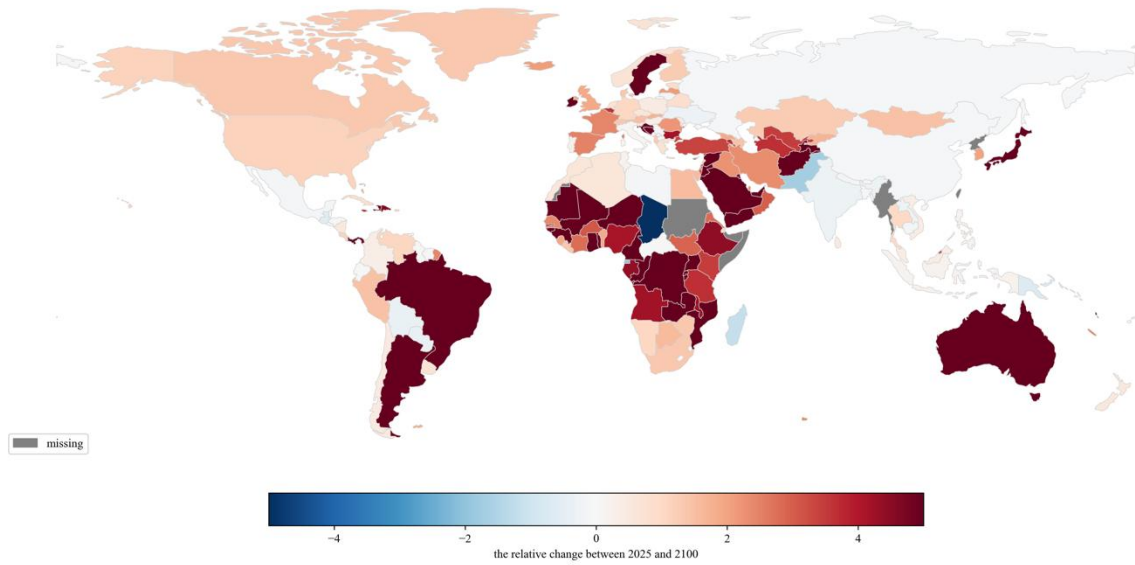 missing
−4 −2 0 2 4
the relative change between 2025 and 2100